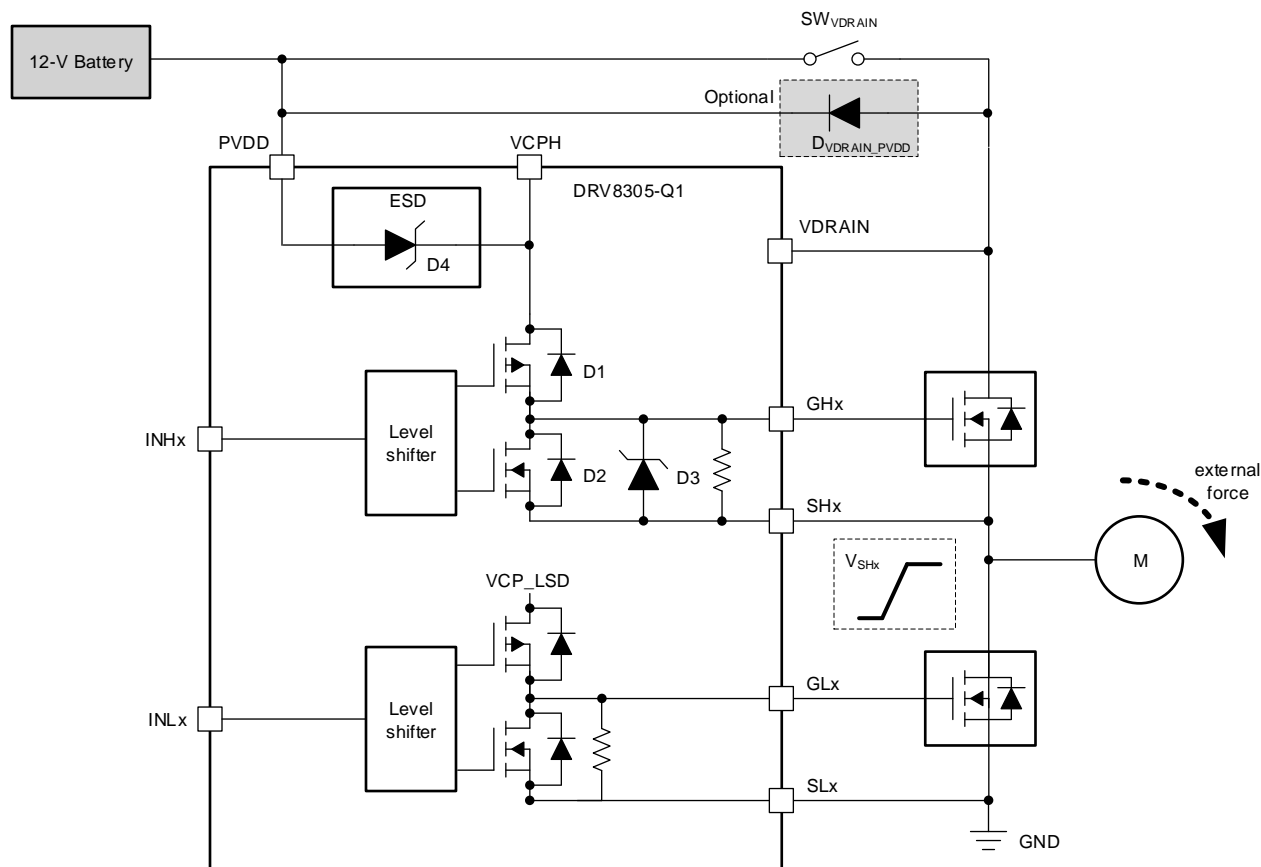 SWVDRAIN
12-V Battery
Optional
DVDRAIN_PVDD
PVDD
VCPH
DRV8305-Q1
ESD
D4
VDRAIN
D1
Level
shifter
INHx
D2
D3
GHx
SHx
external
force
M
VSHx
VCP_LSD
Level
shifter
INLx
GLx
SLx
GND